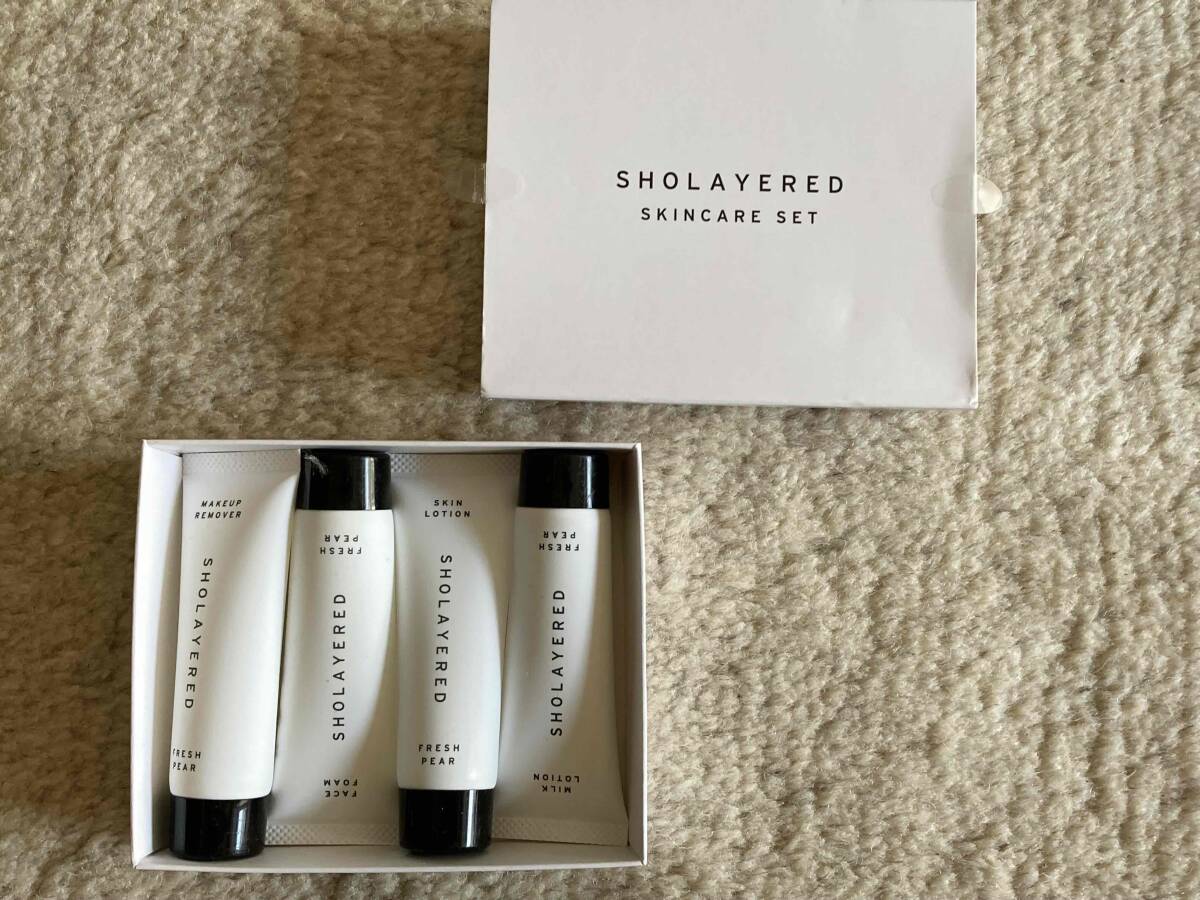 SHOLAYERED
SKINCARE SET
MAKEUP
REMOVER
SHOLAYERED
FRESH
PEAR
FRESH
PEAR
SHOLAYERED
FACE
FOAM
SKIN
LOTION
SHOLAYERED
FRESH
PEAR
FRESH
PEAR
SHOLAYERED
MILK
LOTION